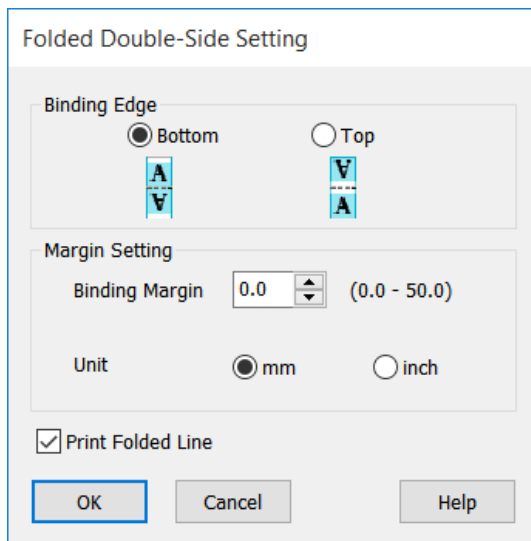 Folded Double-Side Setting
Binding Edge
Bottom Top
A A
A A
Margin Setting
Binding Margin 0.0 (0.0 - 50.0)
Unit mm inch
Print Folded Line
OK Cancel Help